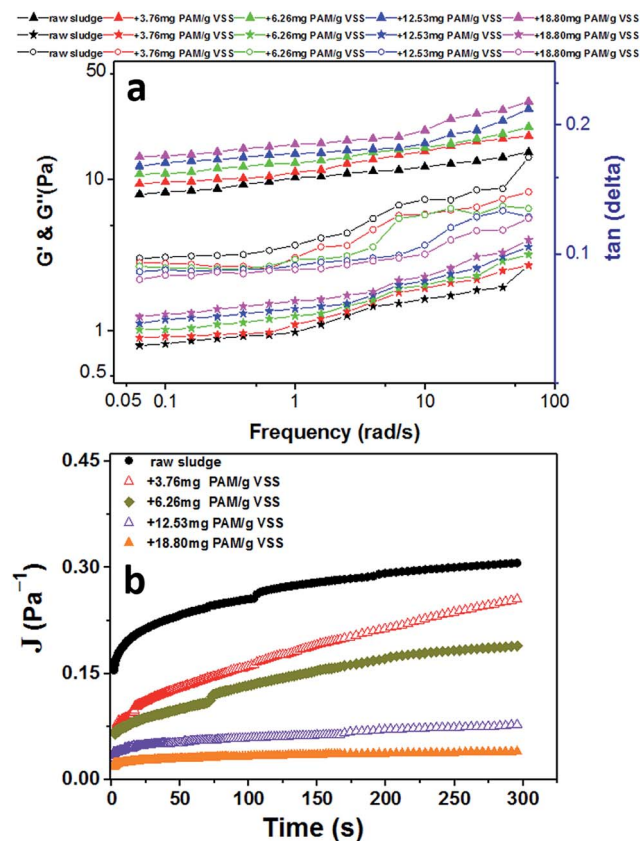 raw sludge +3.76mg PAM/g VSS +6.26mg PAM/g VSS +12.53mg PAM/g VSS +18.80mg PAM/g VSS
raw sludge +3.76mg PAM/g VSS +6.26mg PAM/g VSS +12.53mg PAM/g VSS +18.80mg PAM/g VSS
raw sludge +3.76mg PAM/g VSS +6.26mg PAM/g VSS +12.53mg PAM/g VSS +18.80mg PAM/g VSS
50
a
0.2
10
G' & G''(Pa)
tan (delta)
0.1
1
0.5
0.05 0.1 1 10 100
Frequency (rad/s)
0.45
raw sludge
+3.76mg PAM/g VSS
+6.26mg PAM/g VSS
+12.53mg PAM/g VSS
+18.80mg PAM/g VSS
b
0.30
J (Pa⁻¹)
0.15
0.00
0 50 100 150 200 250 300
Time (s)